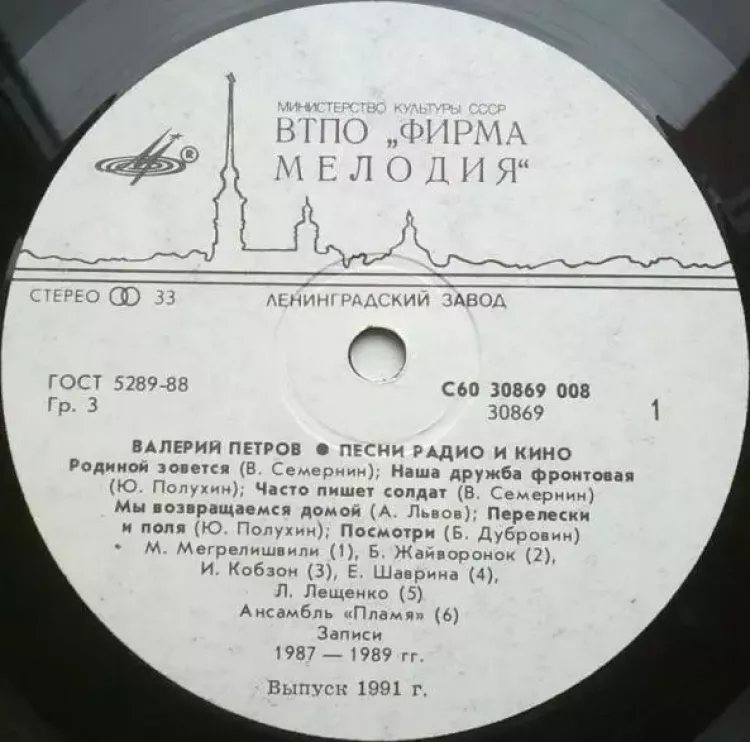 МИНИСТЕРСТВО КУЛЬТУРЫ СССР
ВТПО „ФИРМА
МЕЛОДИЯ“
®
СТЕРЕО 33
ЛЕНИНГРАДСКИЙ ЗАВОД
ГОСТ 5289-88
Гр. 3
С60 30869 008
30869
1
ВАЛЕРИЙ ПЕТРОВ ● ПЕСНИ РАДИО И КИНО
Родиной зовется (В. Семернин); Наша дружба фронтовая
(Ю. Полухин); Часто пишет солдат (В. Семернин)
Мы возвращаемся домой (А. Львов); Перелески
и поля (Ю. Полухин); Посмотри (Б. Дубровин)
М. Мегрелишвили (1), Б. Жайворонок (2),
И. Кобзон (3), Е. Шаврина (4),
Л. Лещенко (5)
Ансамбль «Пламя» (6)
Записи
1987 — 1989 гг.
Выпуск 1991 г.